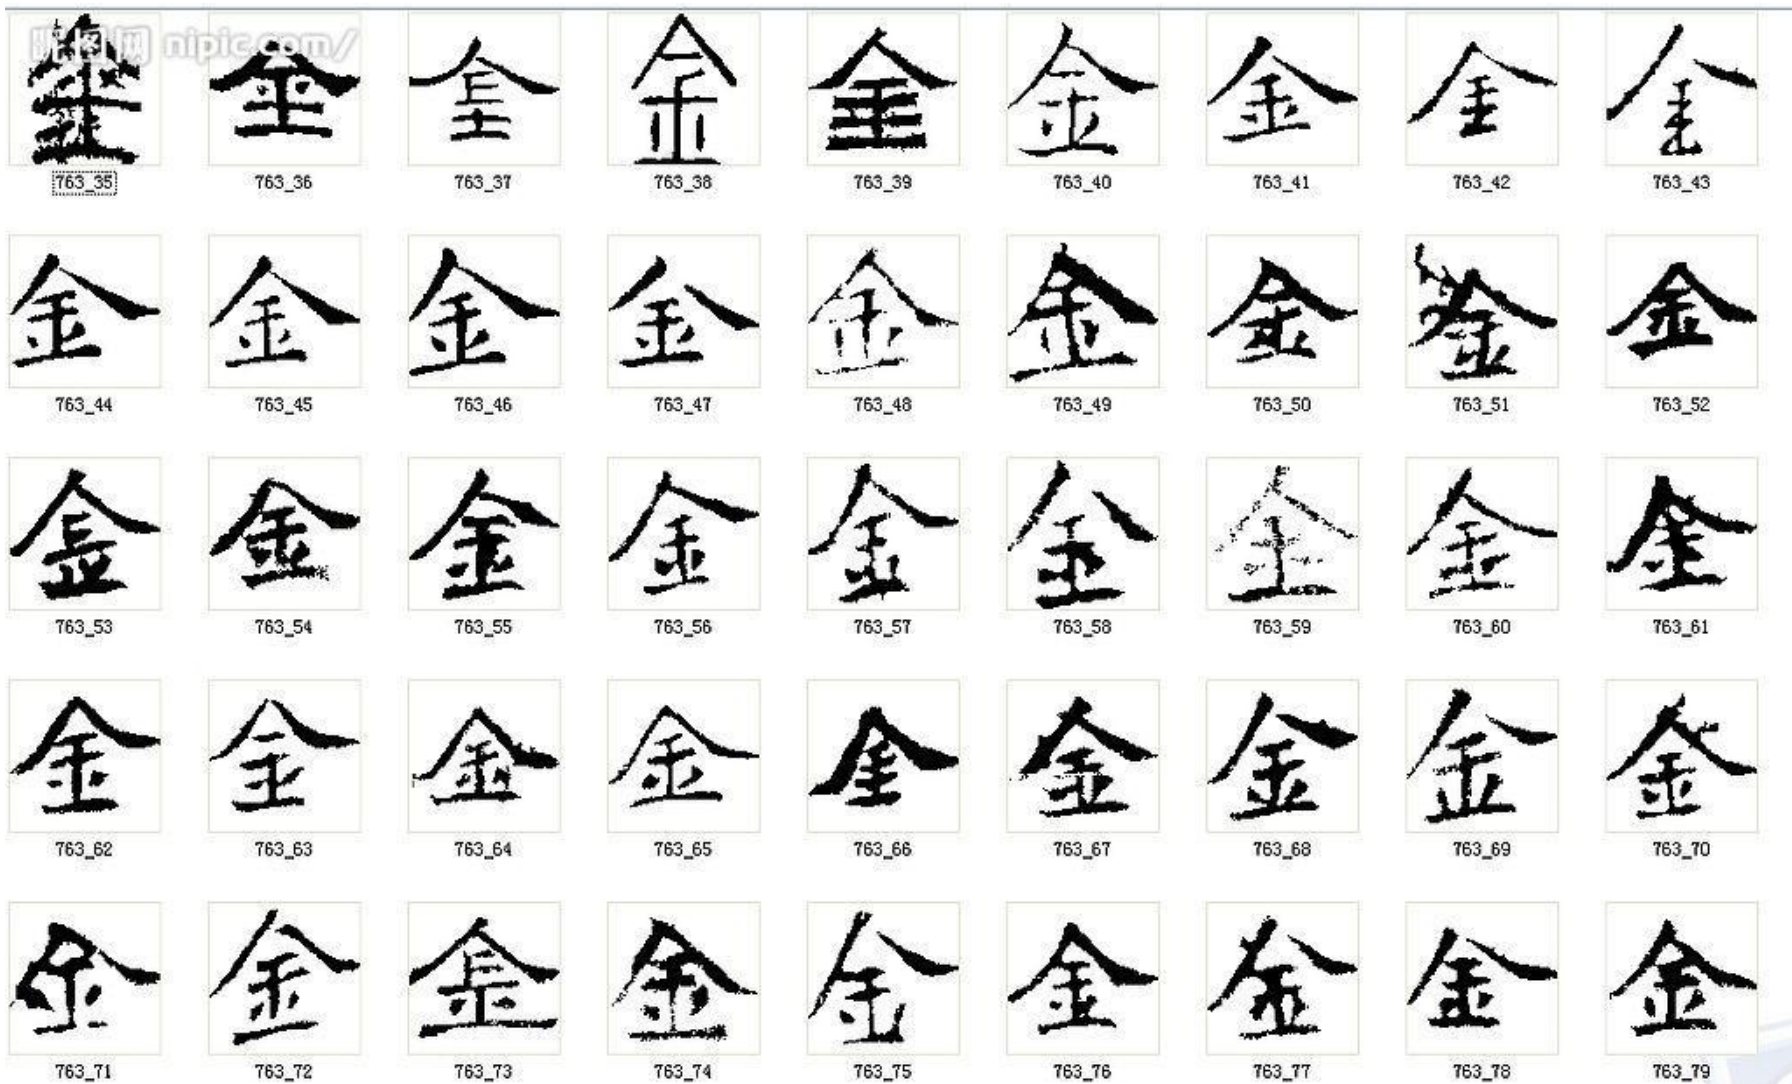 昵图网 nipic.com/
金 金 金 金 金 金 金 金 金
763_35 763_36 763_37 763_38 763_39 763_40 763_41 763_42 763_43
金 金 金 金 金 金 金 金 金
763_44 763_45 763_46 763_47 763_48 763_49 763_50 763_51 763_52
金 金 金 金 金 金 金 金 金
763_53 763_54 763_55 763_56 763_57 763_58 763_59 763_60 763_61
金 金 金 金 金 金 金 金 金
763_62 763_63 763_64 763_65 763_66 763_67 763_68 763_69 763_70
金 金 金 金 金 金 金 金 金
763_71 763_72 763_73 763_74 763_75 763_76 763_77 763_78 763_79